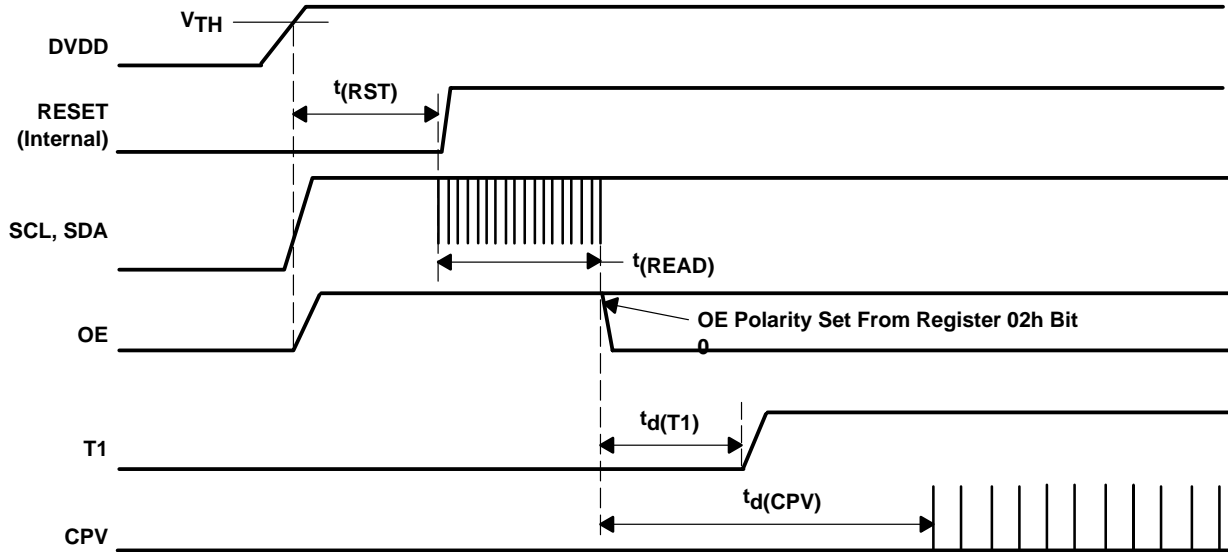 VTH
DVDD
t(RST)
RESET
(Internal)
SCL, SDA
t(READ)
OE Polarity Set From Register 02h Bit
0
OE
td(T1)
T1
td(CPV)
CPV